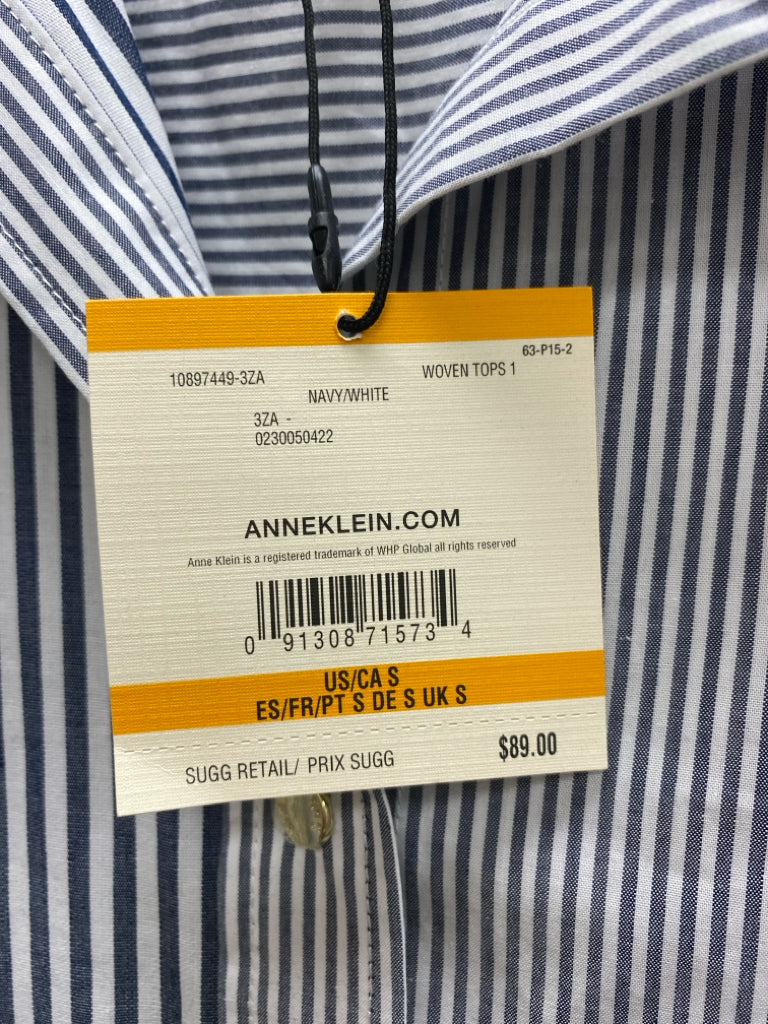 63-P15-2
10897449-3ZA WOVEN TOPS 1
NAVY/WHITE
3ZA -
0230050422
ANNEKLEIN.COM
Anne Klein is a registered trademark of WHP Global all rights reserved
0 91308 71573 4
US/CA S
ES/FR/PT S DE S UK S
SUGG RETAIL/ PRIX SUGG $89.00